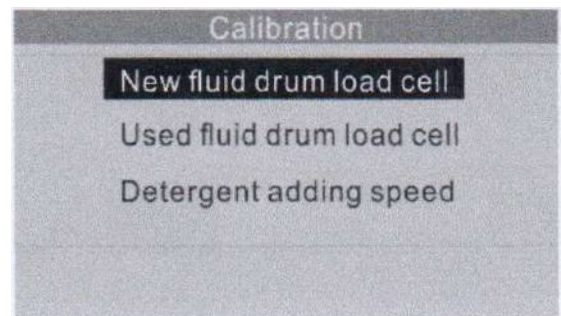 Calibration
New fluid drum load cell
Used fluid drum load cell
Detergent adding speed